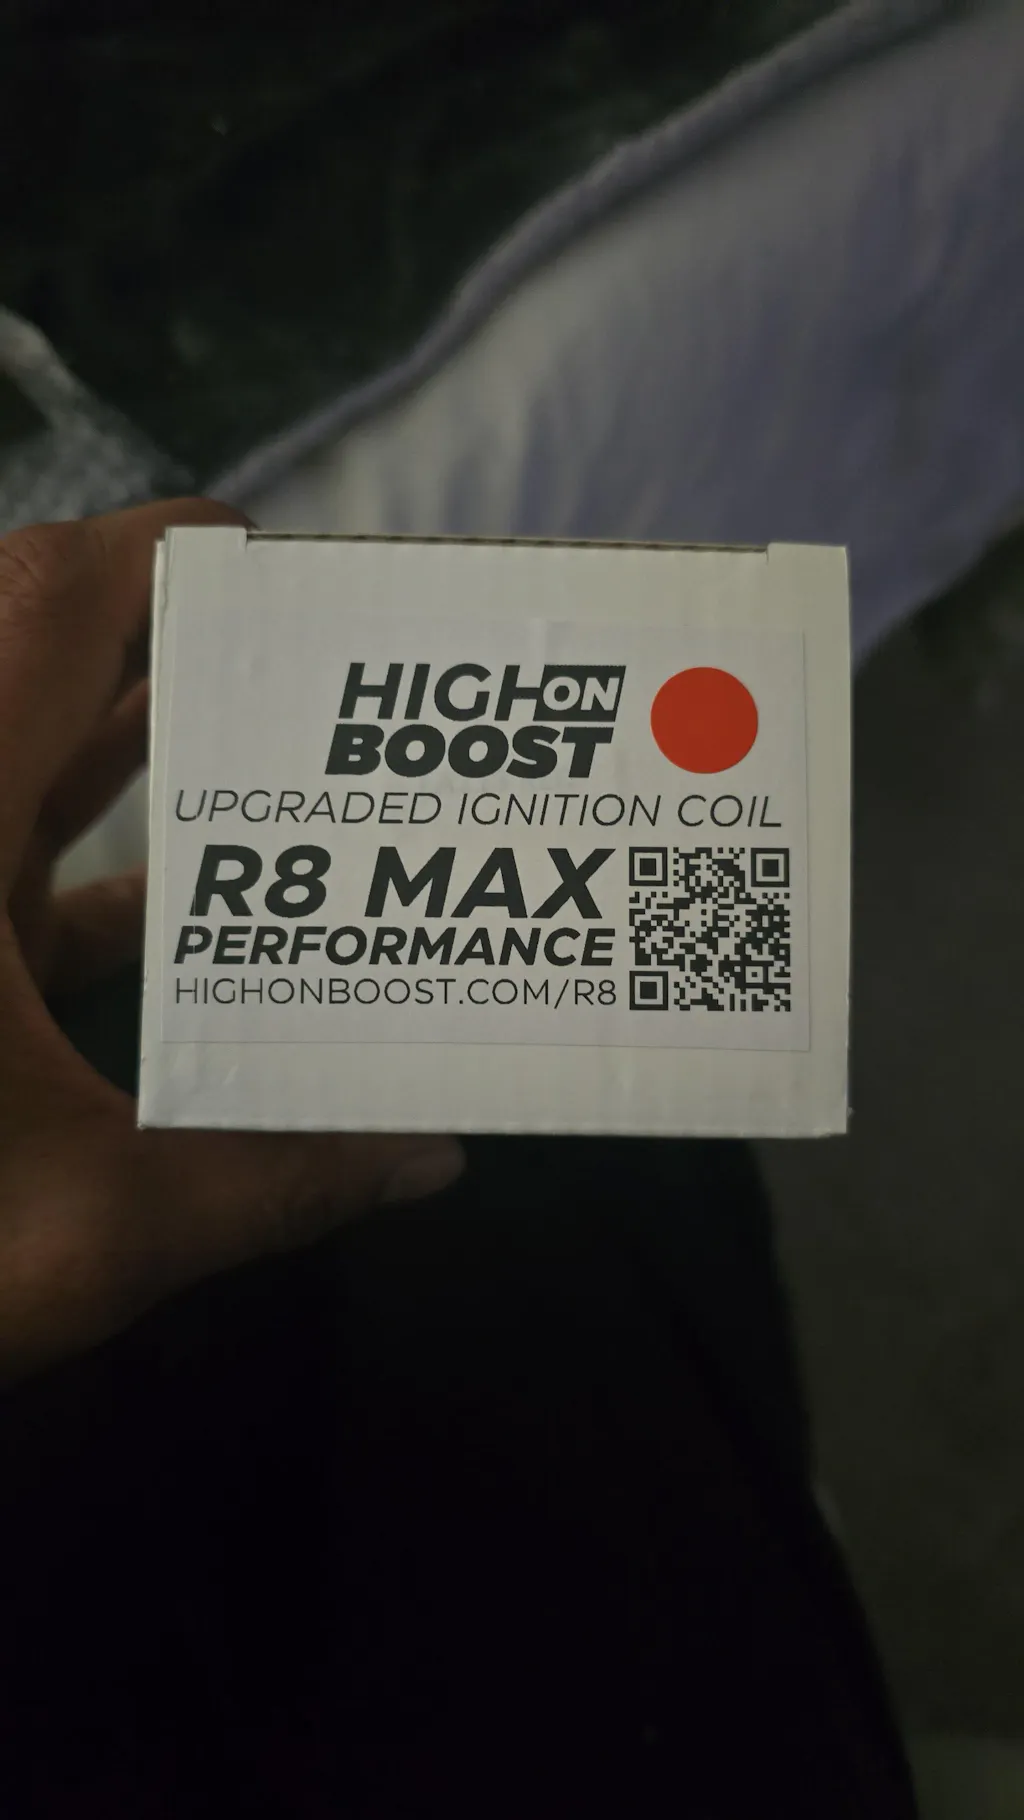 HIGH ON
BOOST
UPGRADED IGNITION COIL
R8 MAX
PERFORMANCE
HIGHONBOOST.COM/R8